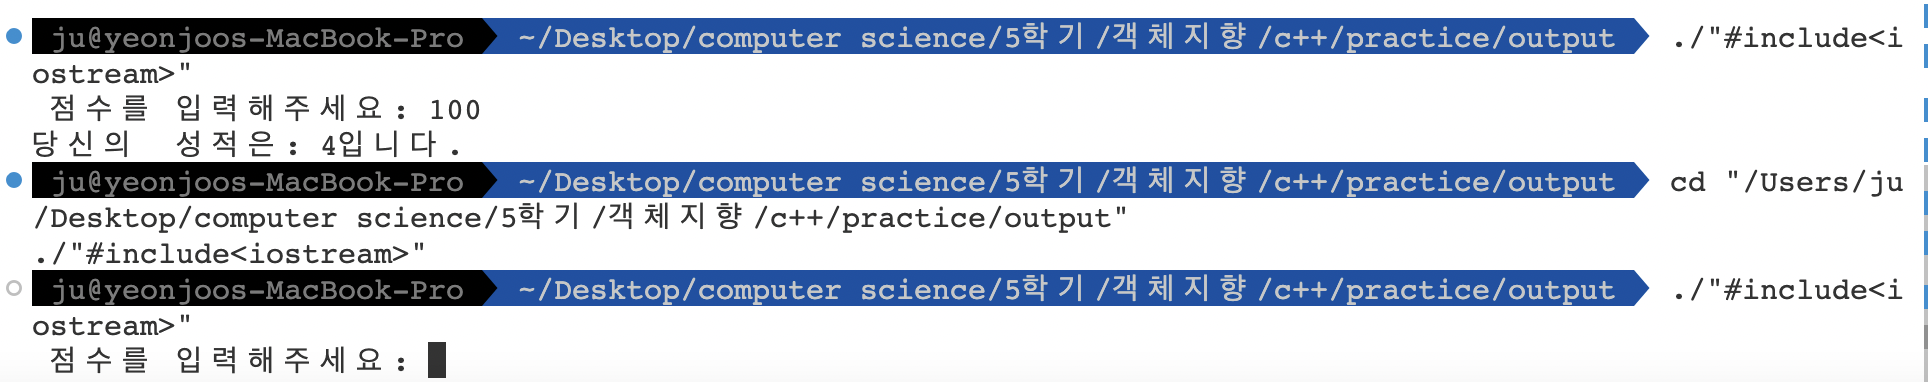 ju@yeonjoos-MacBook-Pro ~/Desktop/computer science/5학기/객체지향/c++/practice/output ./"#include<i
ostream>"
점수를 입력해주세요: 100
당신의  성적은: 4입니다.
ju@yeonjoos-MacBook-Pro ~/Desktop/computer science/5학기/객체지향/c++/practice/output cd "/Users/ju
/Desktop/computer science/5학기/객체지향/c++/practice/output"
./"#include<iostream>"
ju@yeonjoos-MacBook-Pro ~/Desktop/computer science/5학기/객체지향/c++/practice/output ./"#include<i
ostream>"
점수를 입력해주세요: